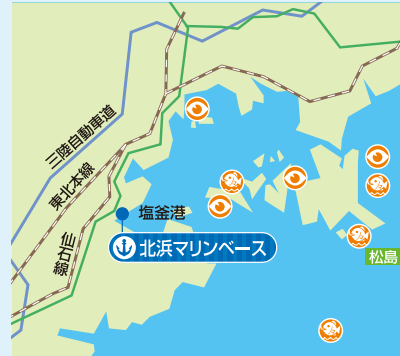 三陸自動車道
東北本線
仙石線
塩釜港
北浜マリンベース
松島